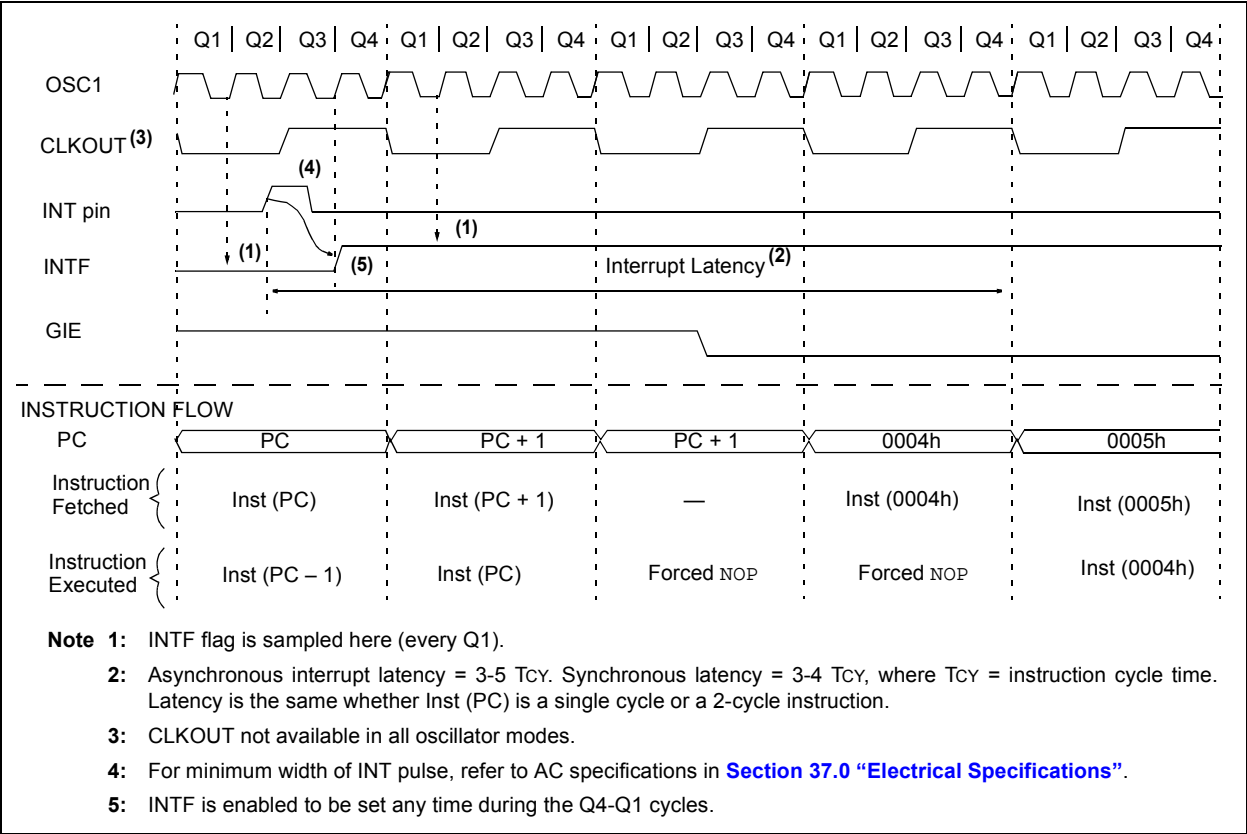 Q1 Q2 Q3 Q4 Q1 Q2 Q3 Q4 Q1 Q2 Q3 Q4 Q1 Q2 Q3 Q4 Q1 Q2 Q3 Q4
OSC1
CLKOUT(3)
(4)
INT pin
(1)
(1)
INTF
(5)
Interrupt Latency(2)
GIE
INSTRUCTION FLOW
PC PC PC + 1 PC + 1 0004h 0005h
Instruction
Fetched
Inst (PC) Inst (PC + 1) — Inst (0004h) Inst (0005h)
Instruction
Executed
Inst (PC – 1) Inst (PC) Forced NOP Forced NOP Inst (0004h)
Note 1: INTF flag is sampled here (every Q1).
2: Asynchronous interrupt latency = 3-5 TCY. Synchronous latency = 3-4 TCY, where TCY = instruction cycle time.
Latency is the same whether Inst (PC) is a single cycle or a 2-cycle instruction.
3: CLKOUT not available in all oscillator modes.
4: For minimum width of INT pulse, refer to AC specifications in Section 37.0 “Electrical Specifications”.
5: INTF is enabled to be set any time during the Q4-Q1 cycles.